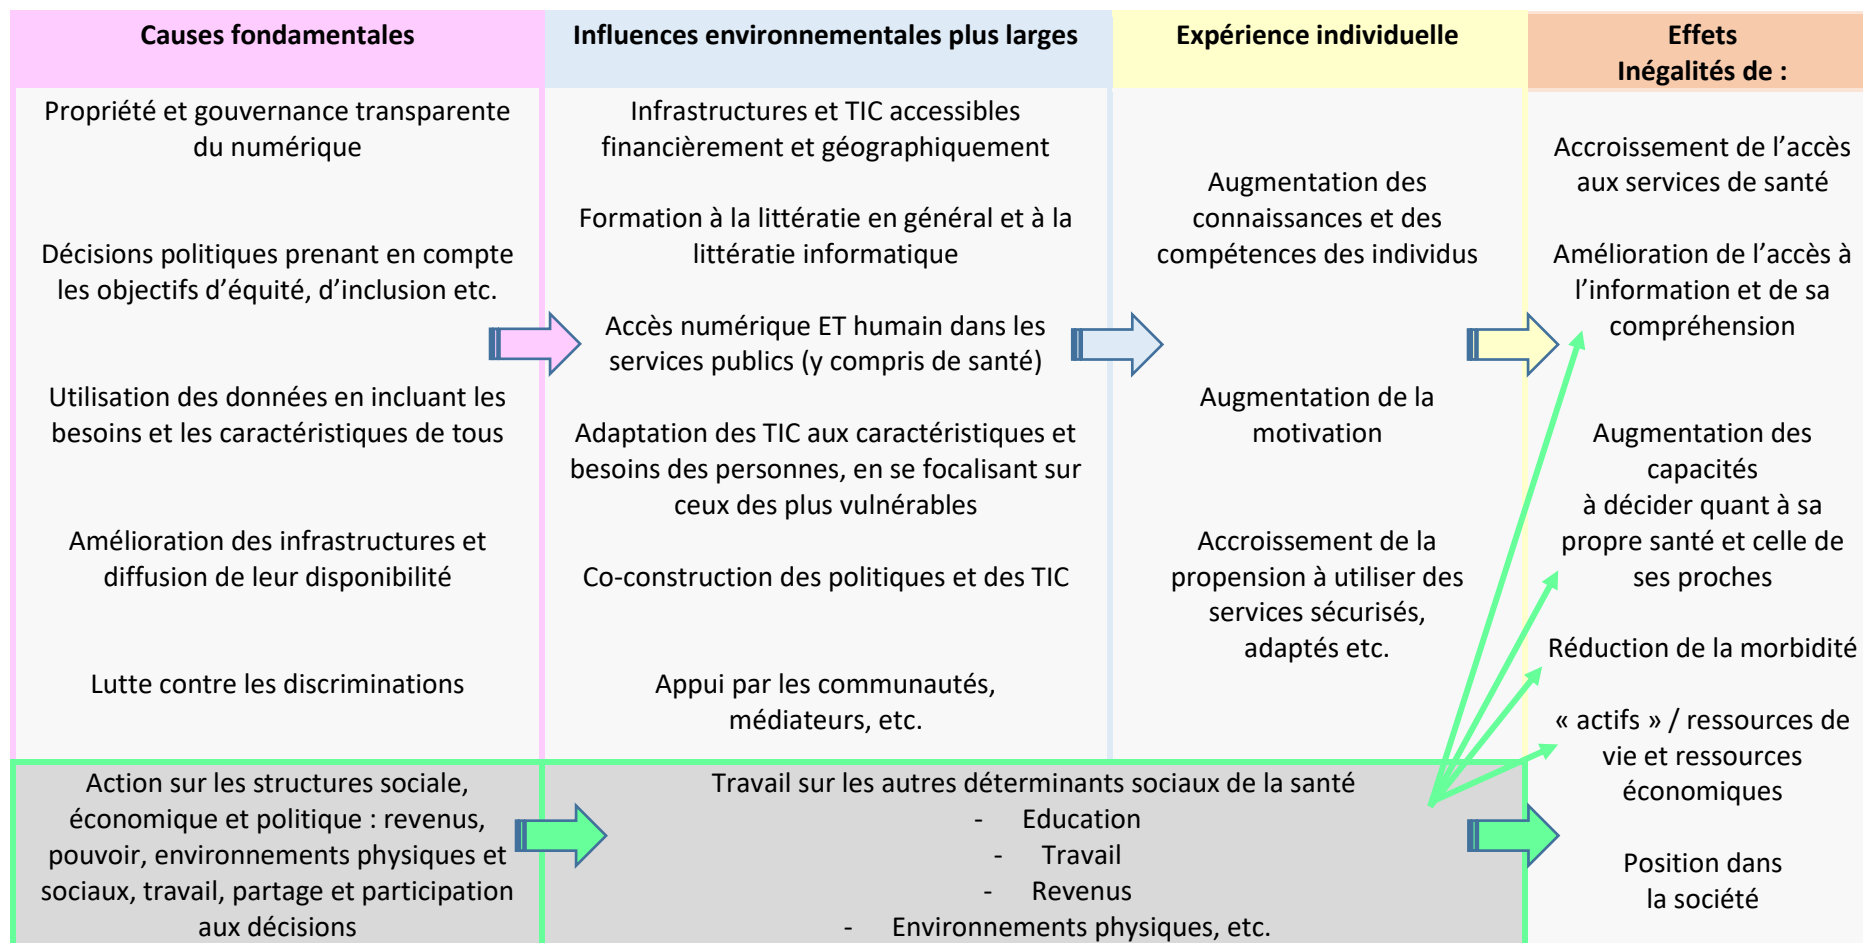 Causes fondamentales
Influences environnementales plus larges
Expérience individuelle
Effets
Inégalités de :
Propriété et gouvernance transparente
du numérique
Décisions politiques prenant en compte
les objectifs d’équité, d’inclusion etc.
Utilisation des données en incluant les
besoins et les caractéristiques de tous
Amélioration des infrastructures et
diffusion de leur disponibilité
Lutte contre les discriminations
Infrastructures et TIC accessibles
financièrement et géographiquement
Formation à la littératie en général et à la
littératie informatique
Accès numérique ET humain dans les
services publics (y compris de santé)
Adaptation des TIC aux caractéristiques et
besoins des personnes, en se focalisant sur
ceux des plus vulnérables
Co-construction des politiques et des TIC
Appui par les communautés,
médiateurs, etc.
Augmentation des
connaissances et des
compétences des individus
Augmentation de la
motivation
Accroissement de la
propension à utiliser des
services sécurisés,
adaptés etc.
Accroissement de l’accès
aux services de santé
Amélioration de l’accès à
l’information et de sa
compréhension
Augmentation des
capacités
à décider quant à sa
propre santé et celle de
ses proches
Réduction de la morbidité
« actifs » / ressources de
vie et ressources
économiques
Position dans
la société
Action sur les structures sociale,
économique et politique : revenus,
pouvoir, environnements physiques et
sociaux, travail, partage et participation
aux décisions
Travail sur les autres déterminants sociaux de la santé
- Education
- Travail
- Revenus
- Environnements physiques, etc.